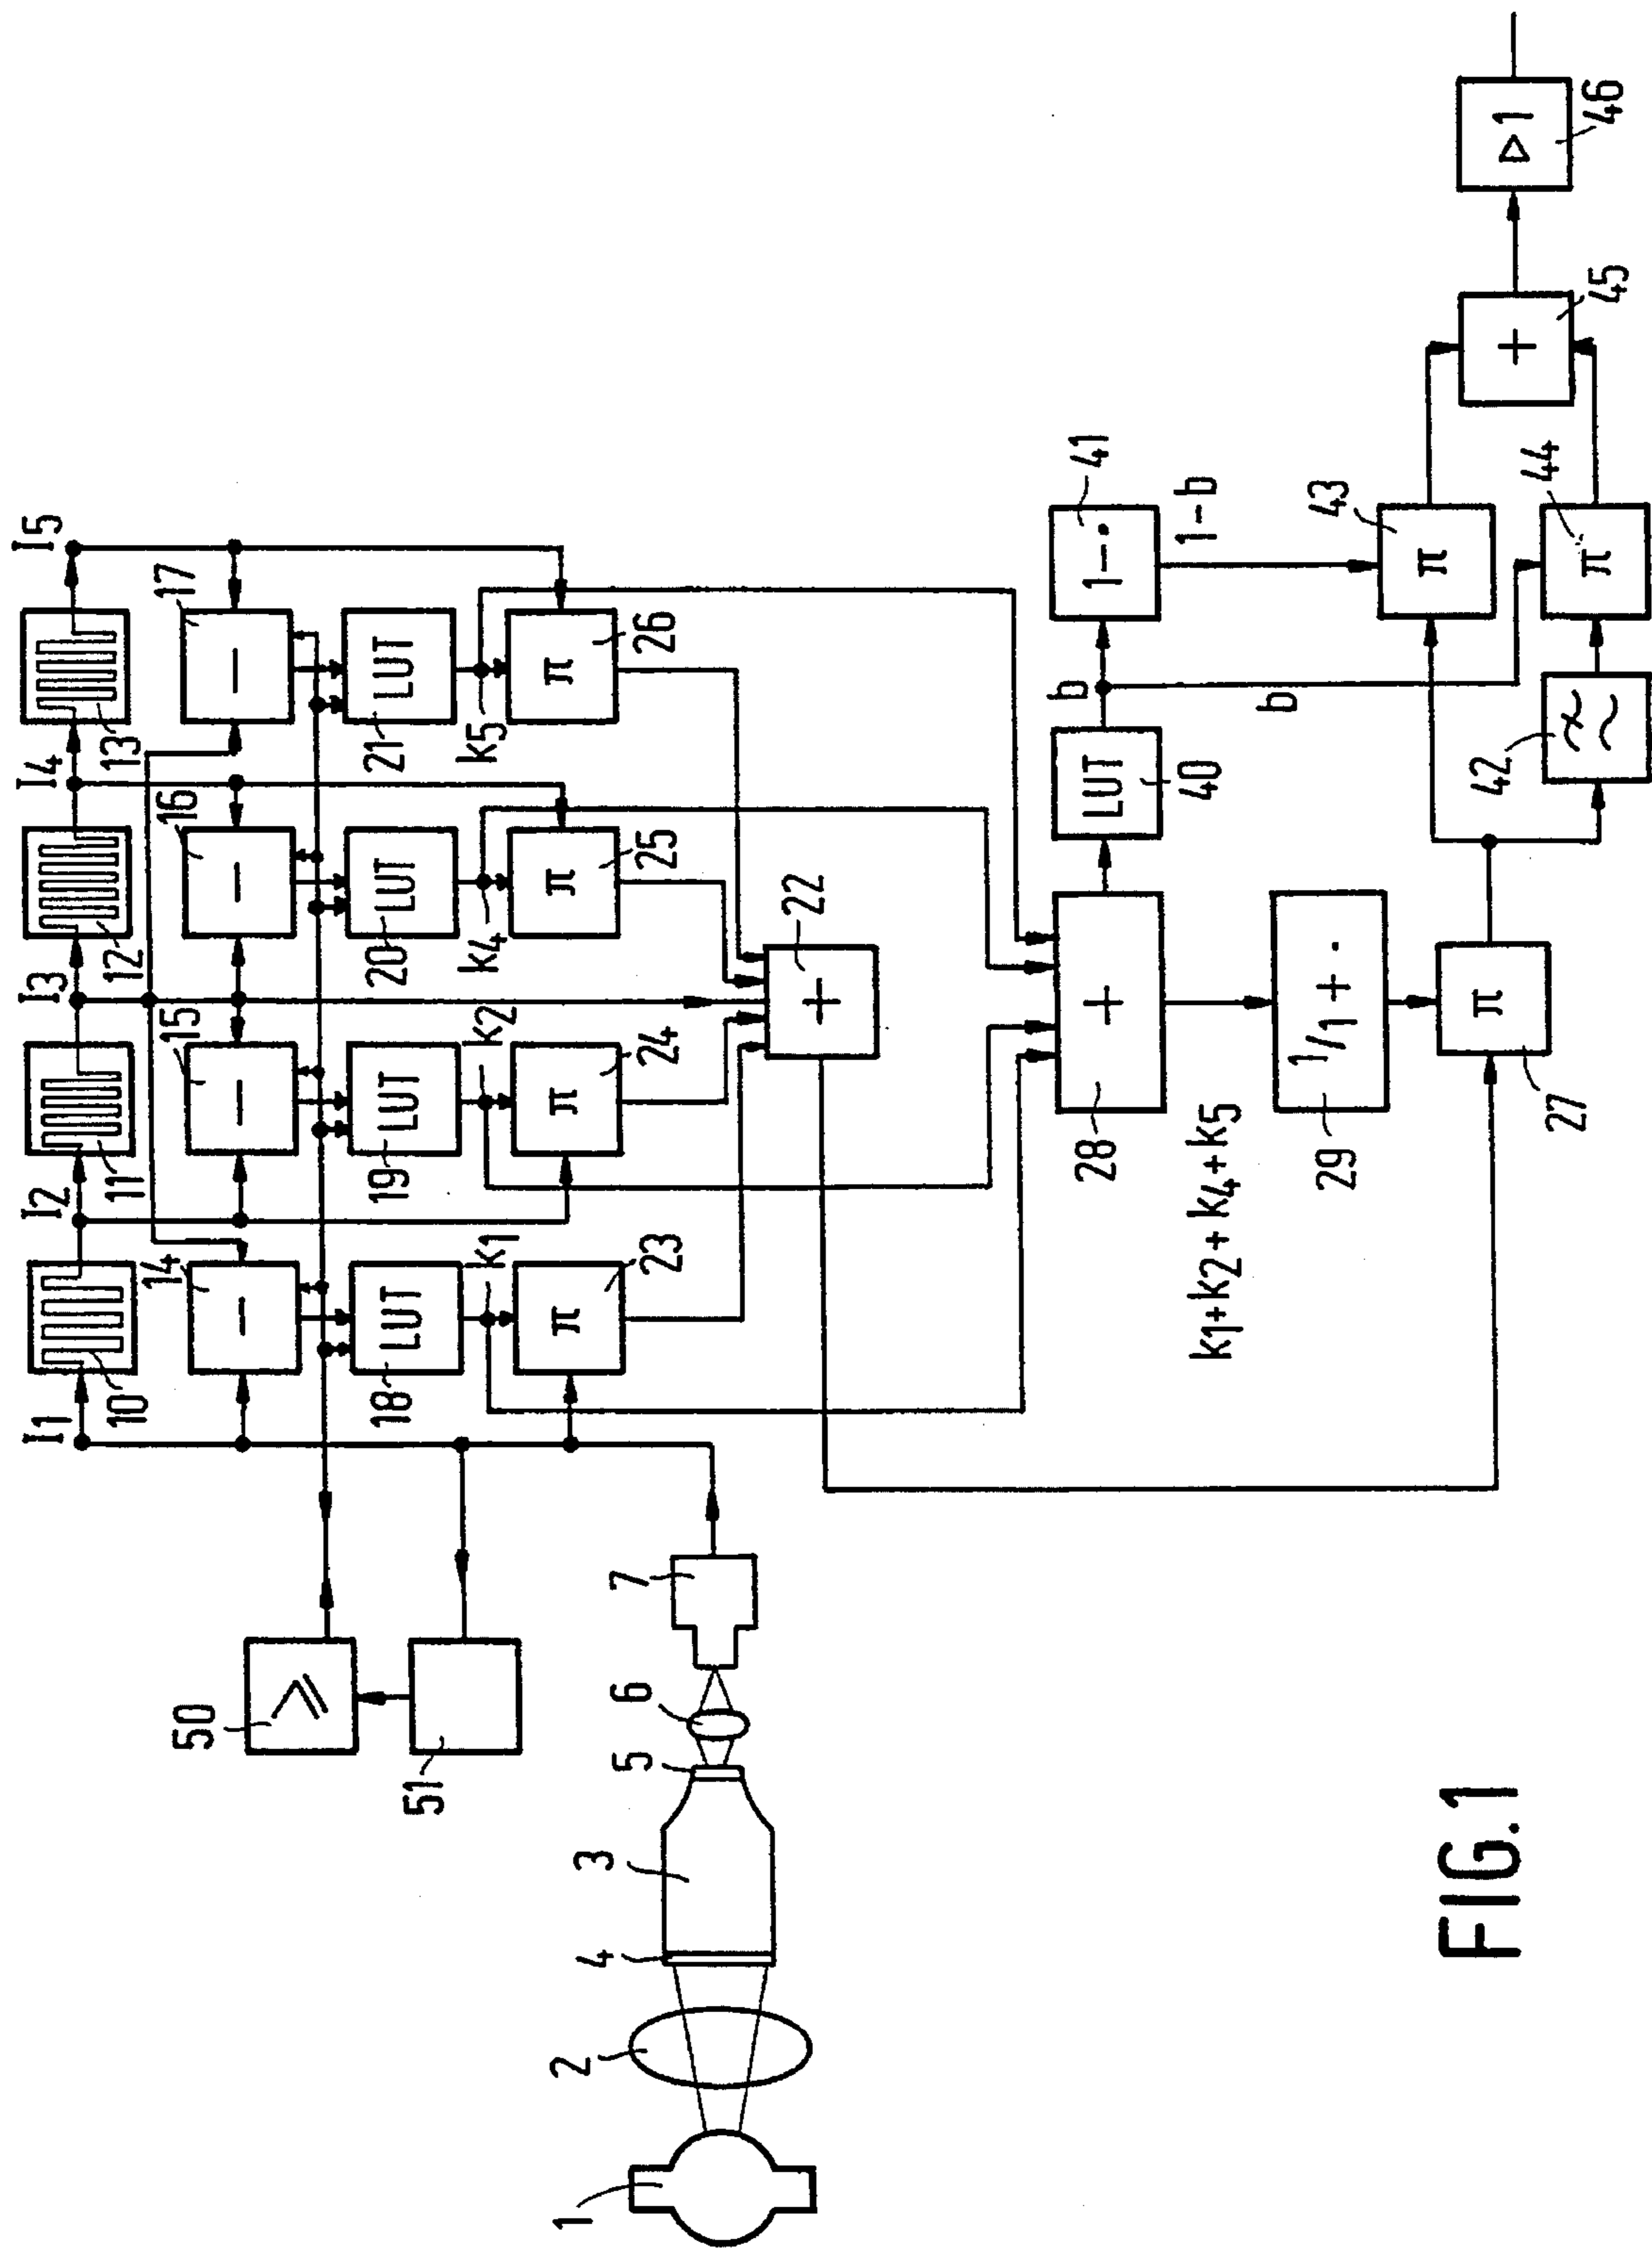 I1
10
I2
11
I3
12
I4
13
I5
14
−
15
−
16
−
17
−
18
LUT
19
LUT
20
LUT
21
LUT
k1
k2
k4
k5
π
23
π
24
π
25
π
26
+
22
50
≥
51
1
2
3
4
5
6
7
28
+
LUT
40
b
1−·
41
1−b
b
k1+k2+k4+k5
29
1/1+·
π
27
42
π
43
π
44
+
45
▷1
46
FIG.1